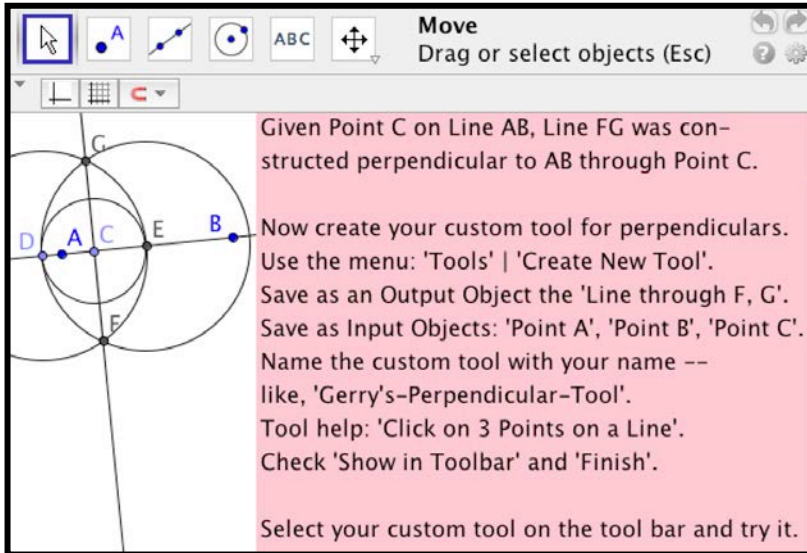 A
ABC
Move
Drag or select objects (Esc)
Given Point C on Line AB, Line FG was con-
structed perpendicular to AB through Point C.
Now create your custom tool for perpendiculars.
Use the menu: 'Tools' | 'Create New Tool'.
Save as an Output Object the 'Line through F, G'.
Save as Input Objects: 'Point A', 'Point B', 'Point C'.
Name the custom tool with your name --
like, 'Gerry's-Perpendicular-Tool'.
Tool help: 'Click on 3 Points on a Line'.
Check 'Show in Toolbar' and 'Finish'.
Select your custom tool on the tool bar and try it.
G
D
A
C
E
B
F